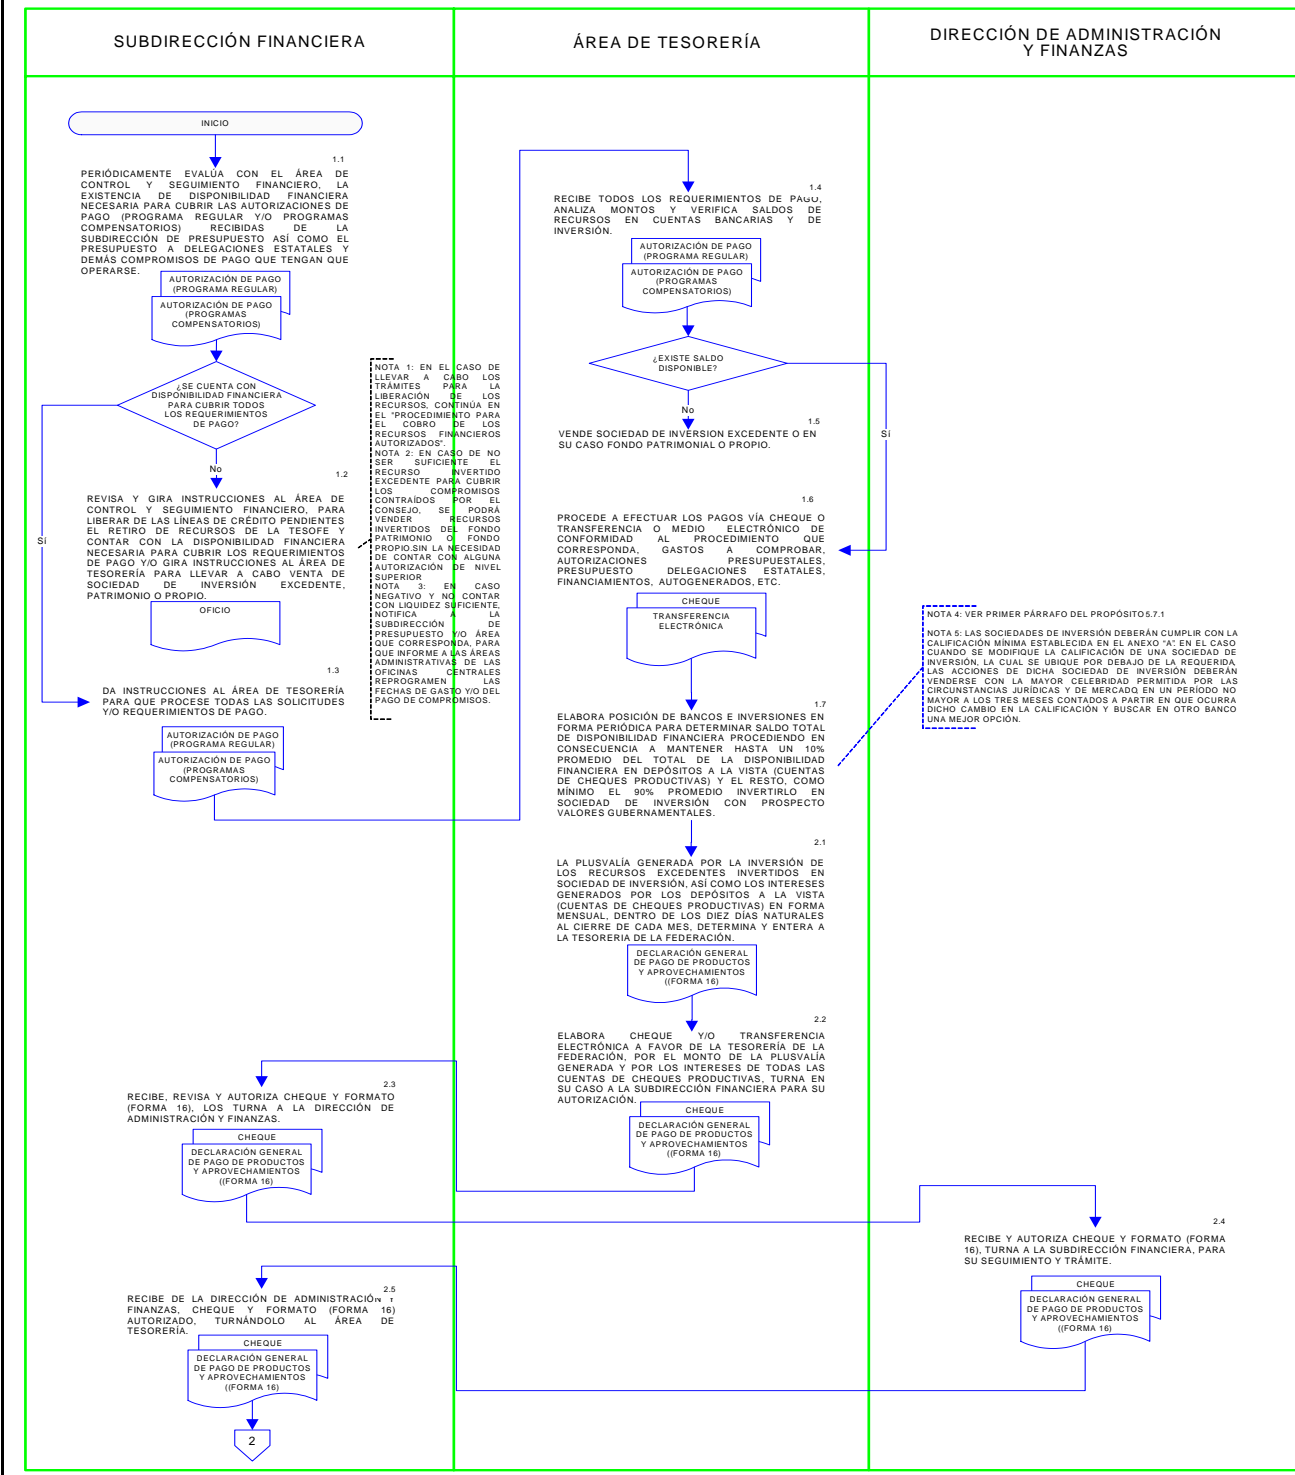 SUBDIRECCIÓN FINANCIERA
ÁREA DE TESORERÍA
DIRECCIÓN DE ADMINISTRACIÓN
Y FINANZAS
INICIO
1.1
PERIÓDICAMENTE EVALÚA CON EL ÁREA DE
CONTROL Y SEGUIMIENTO FINANCIERO, LA
EXISTENCIA DE DISPONIBILIDAD FINANCIERA
NECESARIA PARA CUBRIR LAS AUTORIZACIONES DE
PAGO (PROGRAMA REGULAR Y/O PROGRAMAS
COMPENSATORIOS) RECIBIDAS DE LA
SUBDIRECCIÓN DE PRESUPUESTO ASÍ COMO EL
PRESUPUESTO A DELEGACIONES ESTATALES Y
DEMÁS COMPROMISOS DE PAGO QUE TENGAN QUE
OPERARSE.
AUTORIZACIÓN DE PAGO
(PROGRAMA REGULAR)
AUTORIZACIÓN DE PAGO
(PROGRAMAS
COMPENSATORIOS)
¿SE CUENTA CON
DISPONIBILIDAD FINANCIERA
PARA CUBRIR TODOS
LOS REQUERIMIENTOS
DE PAGO?
No
Sí
1.2
REVISA Y GIRA INSTRUCCIONES AL ÁREA DE
CONTROL Y SEGUIMIENTO FINANCIERO, PARA
LIBERAR DE LAS LÍNEAS DE CRÉDITO PENDIENTES
EL RETIRO DE RECURSOS DE LA TESOFE Y
CONTAR CON LA DISPONIBILIDAD FINANCIERA
NECESARIA PARA CUBRIR LOS REQUERIMIENTOS
DE PAGO Y/O GIRA INSTRUCCIONES AL ÁREA DE
TESORERÍA PARA LLEVAR A CABO VENTA DE
SOCIEDAD DE INVERSIÓN EXCEDENTE,
PATRIMONIO O PROPIO.
OFICIO
1.3
DA INSTRUCCIONES AL ÁREA DE TESORERÍA
PARA QUE PROCESE TODAS LAS SOLICITUDES
Y/O REQUERIMIENTOS DE PAGO.
AUTORIZACIÓN DE PAGO
(PROGRAMA REGULAR)
AUTORIZACIÓN DE PAGO
(PROGRAMAS
COMPENSATORIOS)
NOTA 1: EN EL CASO DE
LLEVAR A CABO LOS
TRÁMITES PARA LA
LIBERACIÓN DE LOS
RECURSOS, CONTINÚA EN
EL "PROCEDIMIENTO PARA
EL COBRO DE LOS
RECURSOS FINANCIEROS
AUTORIZADOS".
NOTA 2: EN CASO DE NO
SER SUFICIENTE EL
RECURSO INVERTIDO
EXCEDENTE PARA CUBRIR
LOS COMPROMISOS
CONTRAÍDOS POR EL
CONSEJO, SE PODRÁ
VENDER RECURSOS
INVERTIDOS DEL FONDO
PATRIMONIO O FONDO
PROPIO.SIN LA NECESIDAD
DE CONTAR CON ALGUNA
AUTORIZACIÓN DE NIVEL
SUPERIOR
NOTA 3: EN CASO
NEGATIVO Y NO CONTAR
CON LIQUIDEZ SUFICIENTE,
NOTIFICA A LA
SUBDIRECCIÓN DE
PRESUPUESTO Y/O ÁREA
QUE CORRESPONDA, PARA
QUE INFORME A LAS ÁREAS
ADMINISTRATIVAS DE LAS
OFICINAS CENTRALES
REPROGRAMEN LAS
FECHAS DE GASTO Y/O DEL
PAGO DE COMPROMISOS.
1.4
RECIBE TODOS LOS REQUERIMIENTOS DE PAGO,
ANALIZA MONTOS Y VERIFICA SALDOS DE
RECURSOS EN CUENTAS BANCARIAS Y DE
INVERSIÓN.
AUTORIZACIÓN DE PAGO
(PROGRAMA REGULAR)
AUTORIZACIÓN DE PAGO
(PROGRAMAS
COMPENSATORIOS)
¿EXISTE SALDO
DISPONIBLE?
No
Sí
1.5
VENDE SOCIEDAD DE INVERSION EXCEDENTE O EN
SU CASO FONDO PATRIMONIAL O PROPIO.
1.6
PROCEDE A EFECTUAR LOS PAGOS VÍA CHEQUE O
TRANSFERENCIA O MEDIO ELECTRÓNICO DE
CONFORMIDAD AL PROCEDIMIENTO QUE
CORRESPONDA, GASTOS A COMPROBAR,
AUTORIZACIONES PRESUPUESTALES,
PRESUPUESTO DELEGACIONES ESTATALES,
FINANCIAMIENTOS, AUTOGENERADOS, ETC.
CHEQUE
TRANSFERENCIA
ELECTRÓNICA
1.7
ELABORA POSICIÓN DE BANCOS E INVERSIONES EN
FORMA PERIÓDICA PARA DETERMINAR SALDO TOTAL
DE DISPONIBILIDAD FINANCIERA PROCEDIENDO EN
CONSECUENCIA A MANTENER HASTA UN 10%
PROMEDIO DEL TOTAL DE LA DISPONIBILIDAD
FINANCIERA EN DEPÓSITOS A LA VISTA (CUENTAS
DE CHEQUES PRODUCTIVAS) Y EL RESTO, COMO
MÍNIMO EL 90% PROMEDIO INVERTIRLO EN
SOCIEDAD DE INVERSIÓN CON PROSPECTO
VALORES GUBERNAMENTALES.
NOTA 4: VER PRIMER PÁRRAFO DEL PROPÓSITO 5.7.1
NOTA 5: LAS SOCIEDADES DE INVERSIÓN DEBERÁN CUMPLIR CON LA
CALIFICACIÓN MÍNIMA ESTABLECIDA EN EL ANEXO "A". EN EL CASO
CUANDO SE MODIFIQUE LA CALIFICACIÓN DE UNA SOCIEDAD DE
INVERSIÓN, LA CUAL SE UBIQUE POR DEBAJO DE LA REQUERIDA,
LAS ACCIONES DE DICHA SOCIEDAD DE INVERSIÓN DEBERÁN
VENDERSE CON LA MAYOR CELEBRIDAD PERMITIDA POR LAS
CIRCUNSTANCIAS JURÍDICAS Y DE MERCADO, EN UN PERÍODO NO
MAYOR A LOS TRES MESES CONTADOS A PARTIR EN QUE OCURRA
DICHO CAMBIO EN LA CALIFICACIÓN Y BUSCAR EN OTRO BANCO
UNA MEJOR OPCIÓN.
2.1
LA PLUSVALÍA GENERADA POR LA INVERSIÓN DE
LOS RECURSOS EXCEDENTES INVERTIDOS EN
SOCIEDAD DE INVERSIÓN, ASÍ COMO LOS INTERESES
GENERADOS POR LOS DEPÓSITOS A LA VISTA
(CUENTAS DE CHEQUES PRODUCTIVAS) EN FORMA
MENSUAL, DENTRO DE LOS DIEZ DÍAS NATURALES
AL CIERRE DE CADA MES, DETERMINA Y ENTERA A
LA TESORERIA DE LA FEDERACIÓN.
DECLARACIÓN GENERAL
DE PAGO DE PRODUCTOS
Y APROVECHAMIENTOS
((FORMA 16)
2.2
ELABORA CHEQUE Y/O TRANSFERENCIA
ELECTRÓNICA A FAVOR DE LA TESORERÍA DE LA
FEDERACIÓN, POR EL MONTO DE LA PLUSVALÍA
GENERADA Y POR LOS INTERESES DE TODAS LAS
CUENTAS DE CHEQUES PRODUCTIVAS, TURNA EN
SU CASO A LA SUBDIRECCIÓN FINANCIERA PARA SU
AUTORIZACIÓN.
CHEQUE
DECLARACIÓN GENERAL
DE PAGO DE PRODUCTOS
Y APROVECHAMIENTOS
((FORMA 16)
2.3
RECIBE, REVISA Y AUTORIZA CHEQUE Y FORMATO
(FORMA 16), LOS TURNA A LA DIRECCIÓN DE
ADMINISTRACIÓN Y FINANZAS.
CHEQUE
DECLARACIÓN GENERAL
DE PAGO DE PRODUCTOS
Y APROVECHAMIENTOS
((FORMA 16)
2.4
RECIBE Y AUTORIZA CHEQUE Y FORMATO (FORMA
16), TURNA A LA SUBDIRECCIÓN FINANCIERA, PARA
SU SEGUIMIENTO Y TRÁMITE.
CHEQUE
DECLARACIÓN GENERAL
DE PAGO DE PRODUCTOS
Y APROVECHAMIENTOS
((FORMA 16)
2.5
RECIBE DE LA DIRECCIÓN DE ADMINISTRACIÓN Y
FINANZAS, CHEQUE Y FORMATO (FORMA 16)
AUTORIZADO, TURNÁNDOLO AL ÁREA DE
TESORERÍA.
CHEQUE
DECLARACIÓN GENERAL
DE PAGO DE PRODUCTOS
Y APROVECHAMIENTOS
((FORMA 16)
2